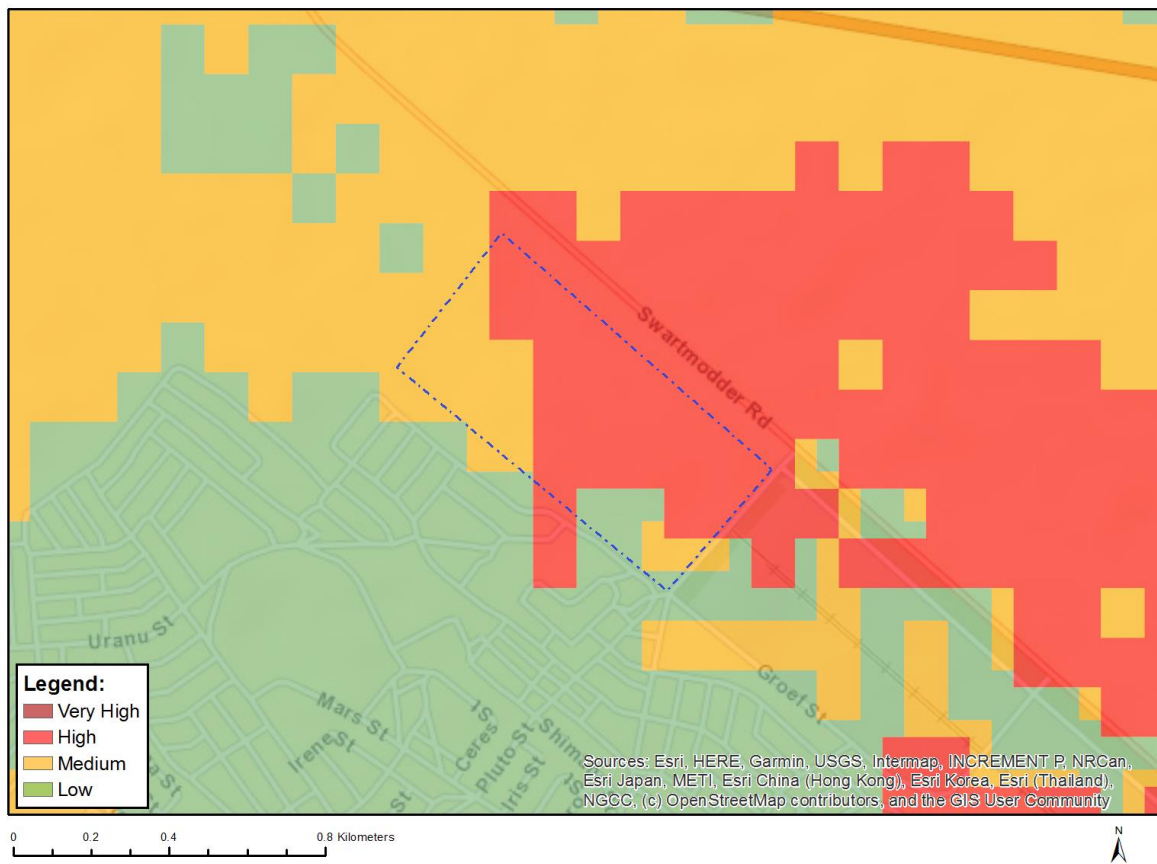 Swartmodder Rd
Uranu St
Mars St
Irene St
Ceres St
Pluto St
Iris St
Shim
Groef St
a St
St
Legend:
Very High
High
Medium
Low
Sources: Esri, HERE, Garmin, USGS, Intermap, INCREMENT P, NRCan,
Esri Japan, METI, Esri China (Hong Kong), Esri Korea, Esri (Thailand),
NGCC, (c) OpenStreetMap contributors, and the GIS User Community
0 0.2 0.4 0.8 Kilometers
N